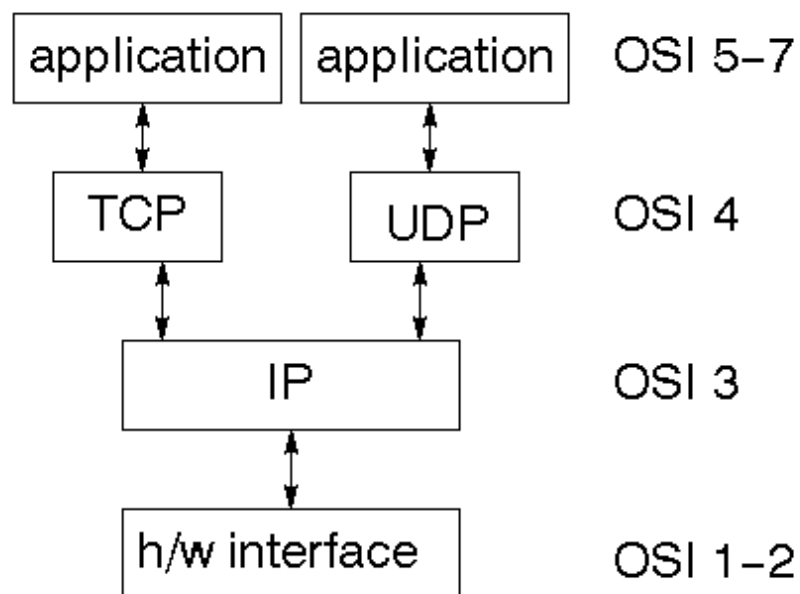 application application OSI 5–7
TCP UDP OSI 4
IP OSI 3
h/w interface OSI 1–2